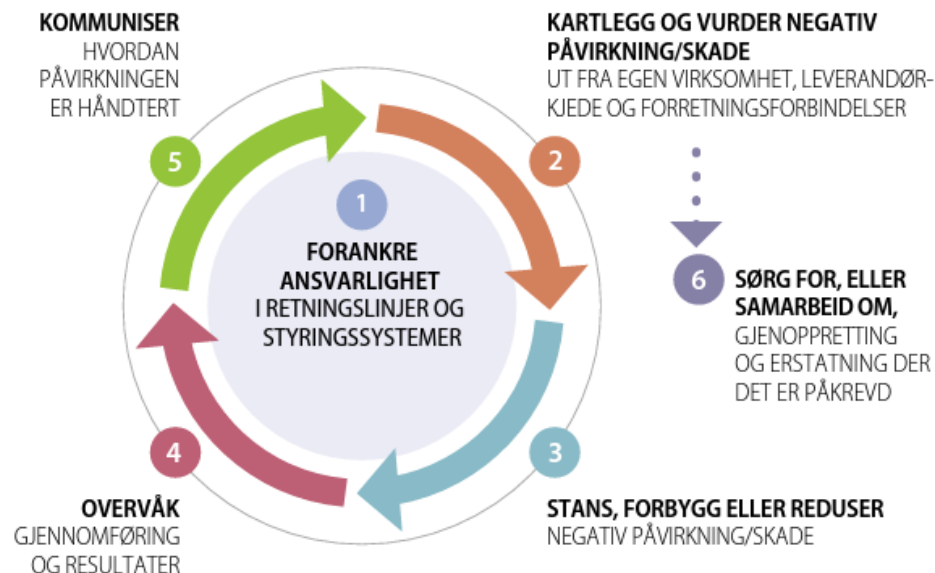 1
FORANKRE
ANSVARLIGHET
I RETNINGSLINJER OG
STYRINGSSYSTEMER
2
KARTLEGG OG VURDER NEGATIV
PÅVIRKNING/SKADE
UT FRA EGEN VIRKSOMHET, LEVERANDØR-
KJEDE OG FORRETNINGSFORBINDELSER
3
STANS, FORBYGG ELLER REDUSER
NEGATIV PÅVIRKNING/SKADE
4
OVERVÅK
GJENNOMFØRING
OG RESULTATER
5
KOMMUNISER
HVORDAN
PÅVIRKNINGEN
ER HÅNDTERT
6
SØRG FOR, ELLER
SAMARBEID OM,
GJENOPPRETTING
OG ERSTATNING DER
DET ER PÅKREVD